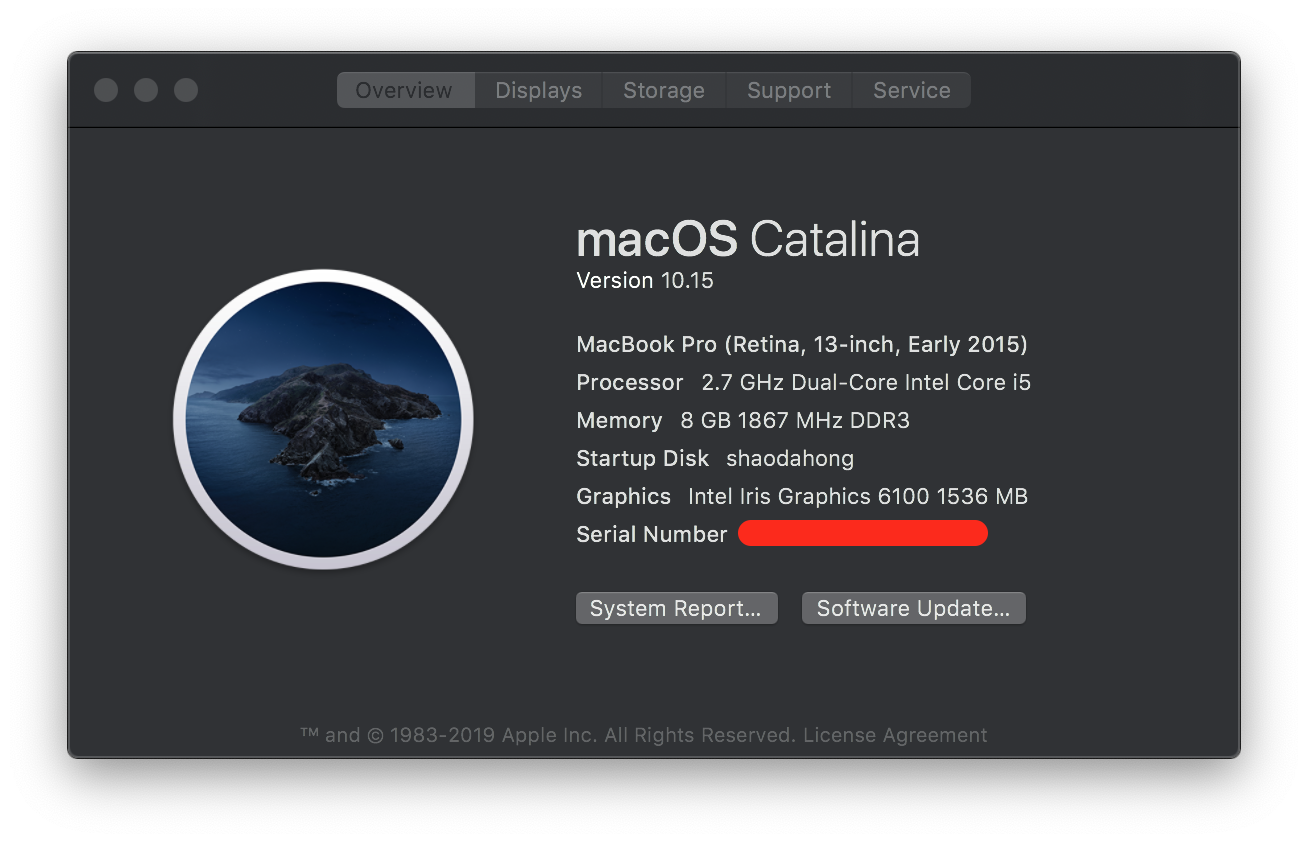 Overview Displays Storage Support Service
macOS Catalina
Version 10.15
MacBook Pro (Retina, 13-inch, Early 2015)
Processor 2.7 GHz Dual-Core Intel Core i5
Memory 8 GB 1867 MHz DDR3
Startup Disk shaodahong
Graphics Intel Iris Graphics 6100 1536 MB
Serial Number
System Report... Software Update...
™ and © 1983-2019 Apple Inc. All Rights Reserved. License Agreement